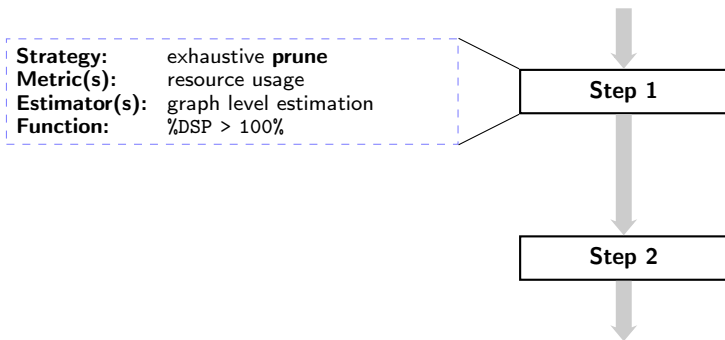 Strategy: exhaustive prune
Metric(s): resource usage
Estimator(s): graph level estimation
Function: %DSP > 100%
Step 1
Step 2